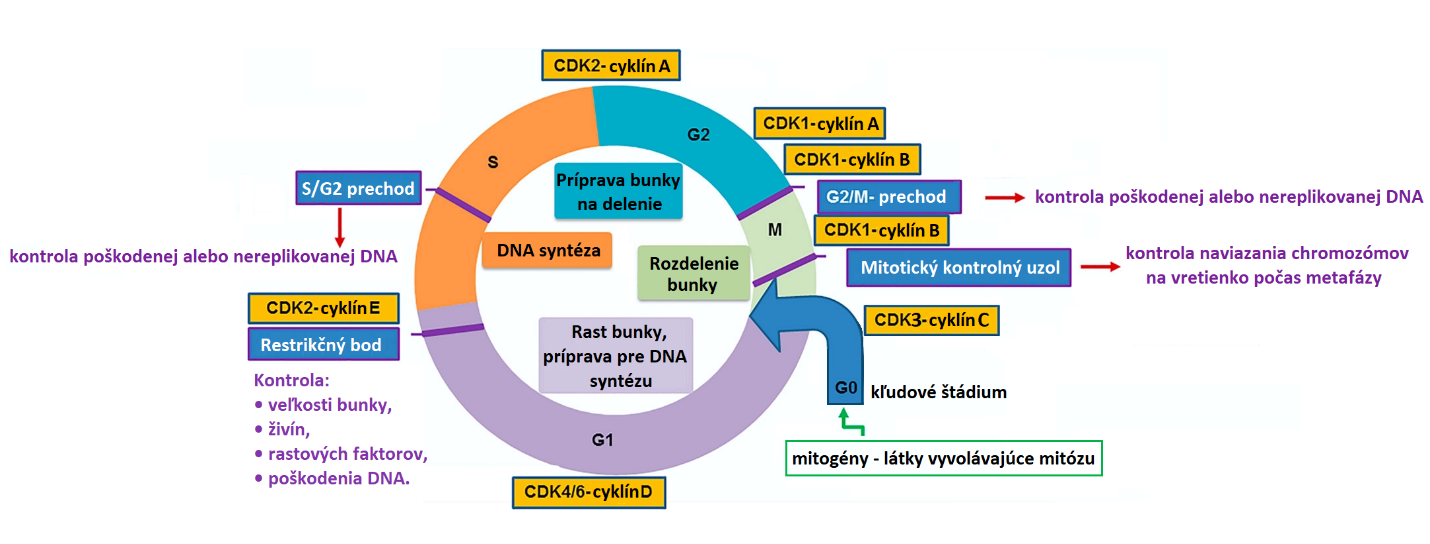 CDK2- cyklín A
CDK1-cyklín A
G2
S
CDK1-cyklín B
Príprava bunky
na delenie
S/G2 prechod
G2/M- prechod
kontrola poškodenej alebo nereplikovanej DNA
M
CDK1-cyklín B
kontrola poškodenej alebo nereplikovanej DNA
DNA syntéza
Rozdelenie
bunky
Mitotický kontrolný uzol
kontrola naviazania chromozómov
na vretienko počas metafázy
CDK2-cyklín E
CDK3-cyklín C
Reštrikčný bod
Rast bunky,
príprava pre DNA
syntézu
Kontrola:
• veľkosti bunky,
• živín,
• rastových faktorov,
• poškodenia DNA.
G0
kľudové štádium
G1
mitogény - látky vyvolávajúce mitózu
CDK4/6-cyklín D